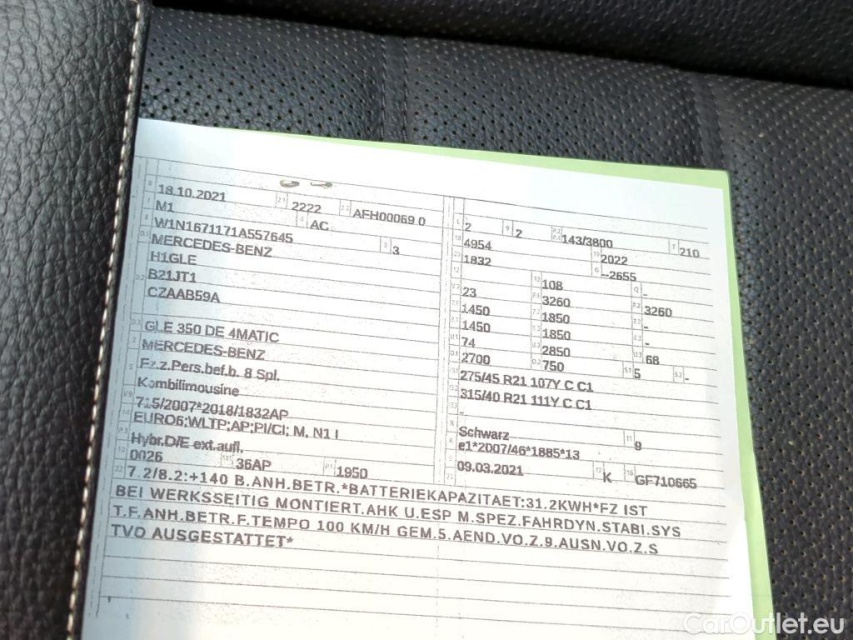 18.10.2021 2222 AFH00069 0
M1 AC
W1N1671171A557645 3
MERCEDES-BENZ
H1GLE
B21JT1
CZAAB59A
GLE 350 DE 4MATIC
MERCEDES-BENZ
Fz.z.Pers.bef.b. 8 Spl.
Kombilimousine
715/2007*2018/1832AP
EURO6;WLTP;AP;PI/CI; M, N1 I
Hybr.D/E ext.aufl.
0026 36AP 1950
2 2 143/3800 210
4954 2022
1832 --2655
108 -
23 3260 3260
1450 1850 -
1450 1850 -
74 2850 68
2700 750 5 -
275/45 R21 107Y C C1
315/40 R21 111Y C C1
-
Schwarz 9
e1*2007/46*1885*13
09.03.2021 K GF710665
7.2/8.2:+140 B.ANH.BETR.*BATTERIEKAPAZITAET:31.2KWH*FZ IST
BEI WERKSSEITIG MONTIERT.AHK U.ESP M.SPEZ.FAHRDYN.STABI.SYS
T.F.ANH.BETR.F.TEMPO 100 KM/H GEM.5.AEND.VO.Z.9.AUSN.VO.Z.S
TVO AUSGESTATTET*
CarOutlet.eu